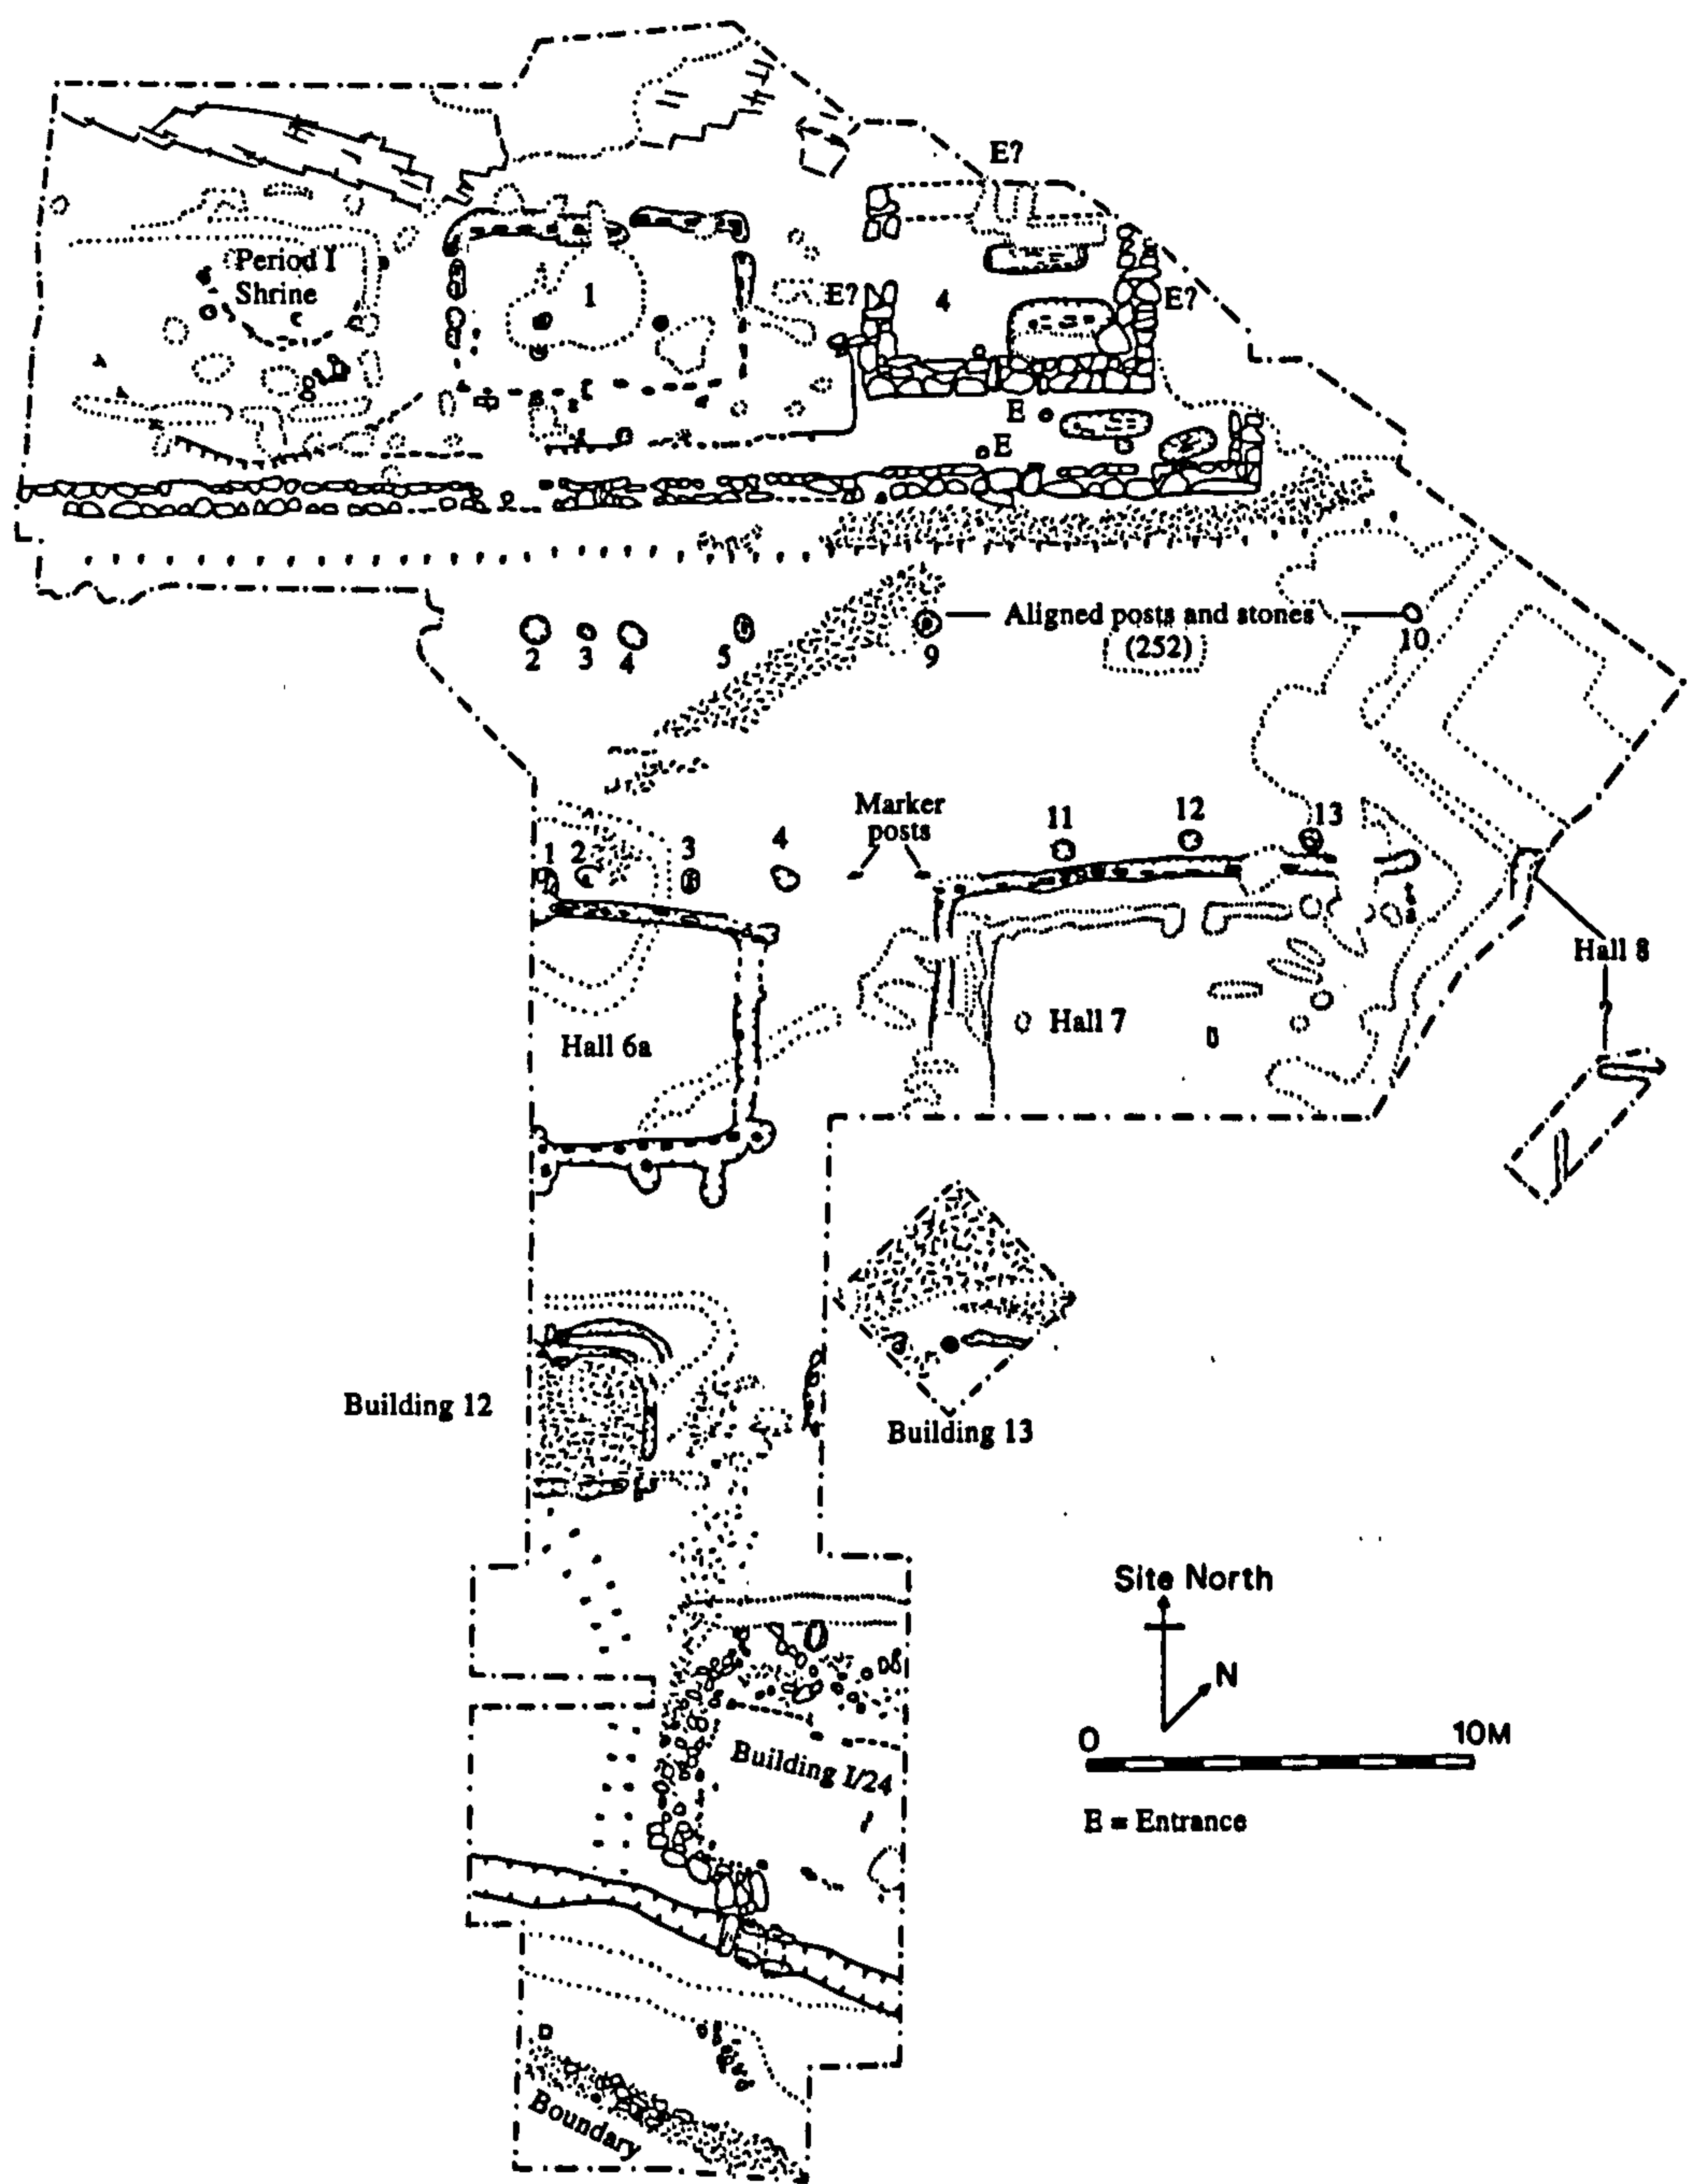 E?
Period I
Shrine
1
E?
4
E?
E
E
Aligned posts and stones
(252)
2
3
4
5
9
10
Marker
posts
1
2
3
4
11
12
13
Hall 8
Hall 6a
Hall 7
Building 12
Building 13
Site North
N
0
10M
Building I/24
E = Entrance
Boundary